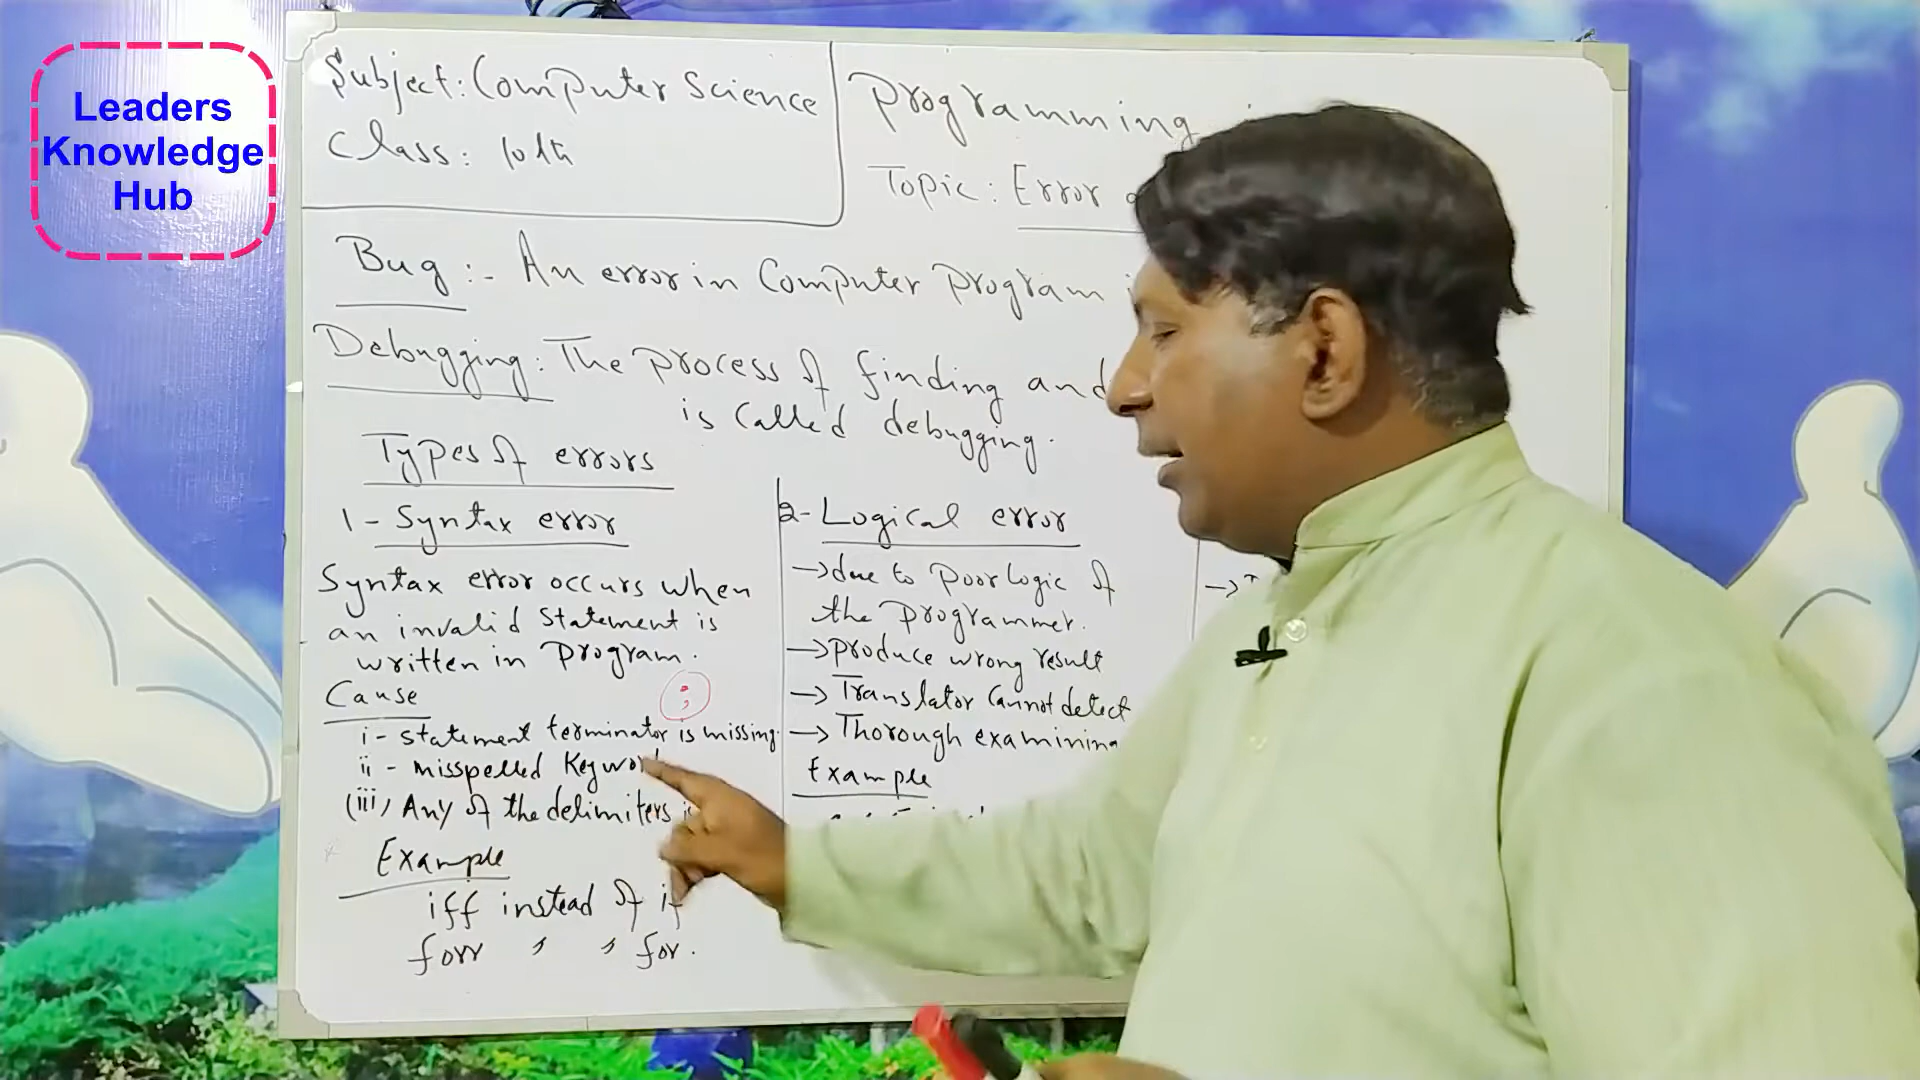 Leaders
Knowledge
Hub
Subject: Computer Science
Class: 10th
Programming
Topic: Error
Bug :- An error in Computer Program
Debugging: The process of finding and
is called debugging.
Types of errors
1- Syntax error
Syntax error occurs when
an invalid statement is
written in Program.
Cause
;
i- statement terminator is missing
ii- misspelled Keyword
(iii) Any of the delimiters is
Example
iff instead of if
forr " " for.
2- Logical error
→ due to poor logic of
the programmer.
→ produce wrong result
→ Translator cannot detect
→ Thorough examining
Example